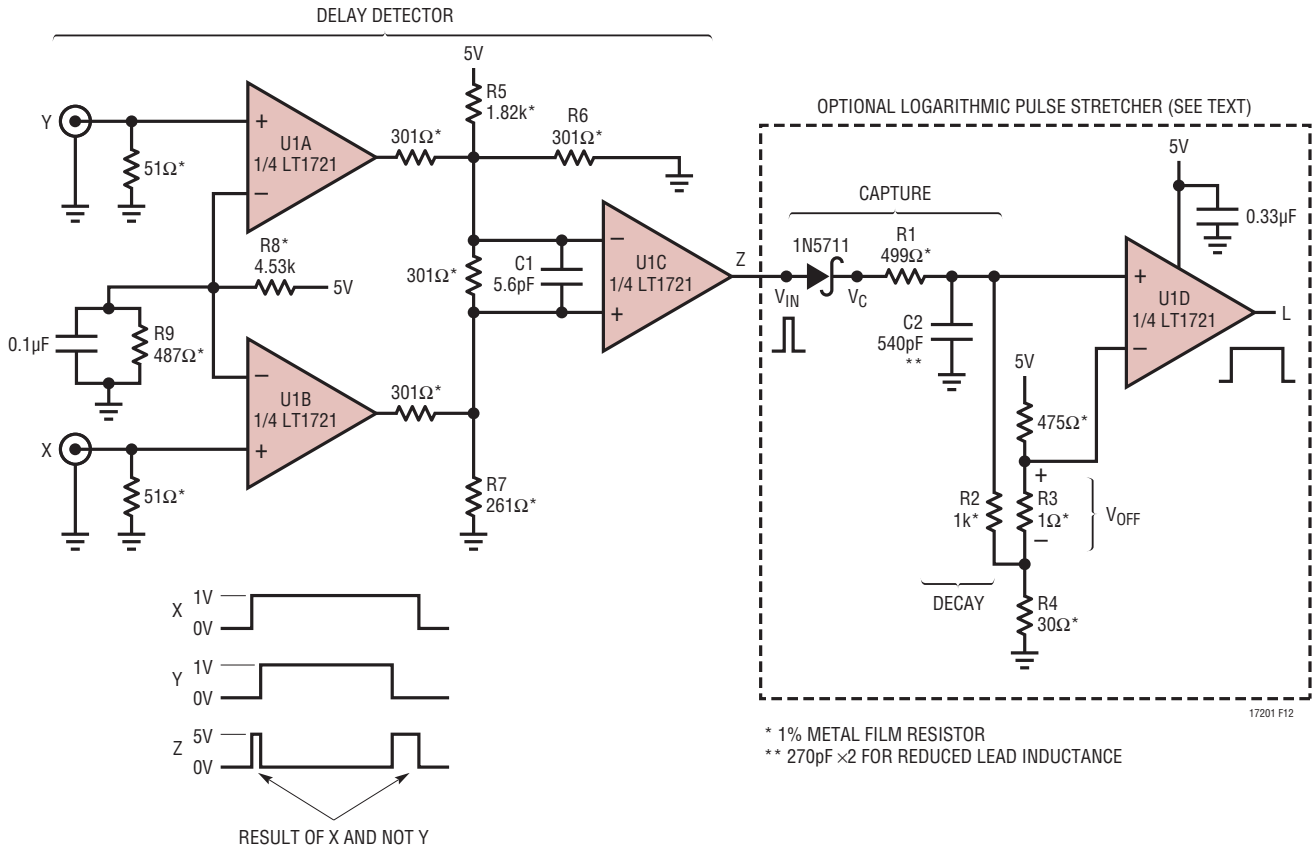 DELAY DETECTOR
5V
R5
1.82k*
R6
301Ω*
Y
+
−
U1A
1/4 LT1721
301Ω*
51Ω*
R8*
4.53k
5V
0.1µF
R9
487Ω*
301Ω*
C1
5.6pF
−
+
U1C
1/4 LT1721
Z
−
+
U1B
1/4 LT1721
301Ω*
X
51Ω*
R7
261Ω*
OPTIONAL LOGARITHMIC PULSE STRETCHER (SEE TEXT)
5V
0.33µF
CAPTURE
1N5711
R1
499Ω*
VIN
VC
C2
540pF
**
+
−
U1D
1/4 LT1721
L
5V
475Ω*
+
R2
1k*
R3
1Ω*
−
VOFF
DECAY
R4
30Ω*
17201 F12
* 1% METAL FILM RESISTOR
** 270pF ×2 FOR REDUCED LEAD INDUCTANCE
X
1V
0V
Y
1V
0V
Z
5V
0V
RESULT OF X AND NOT Y